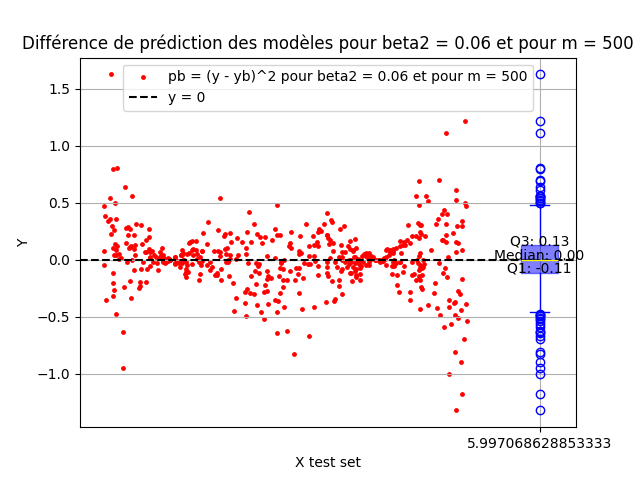 Différence de prédiction des modèles pour beta2 = 0.06 et pour m = 500
pb = (y - yb)^2 pour beta2 = 0.06 et pour m = 500
y = 0
1.5
1.0
0.5
0.0
−0.5
−1.0
Y
Q3: 0.13
Median: 0.00
Q1: -0.11
5.997068628853333
X test set